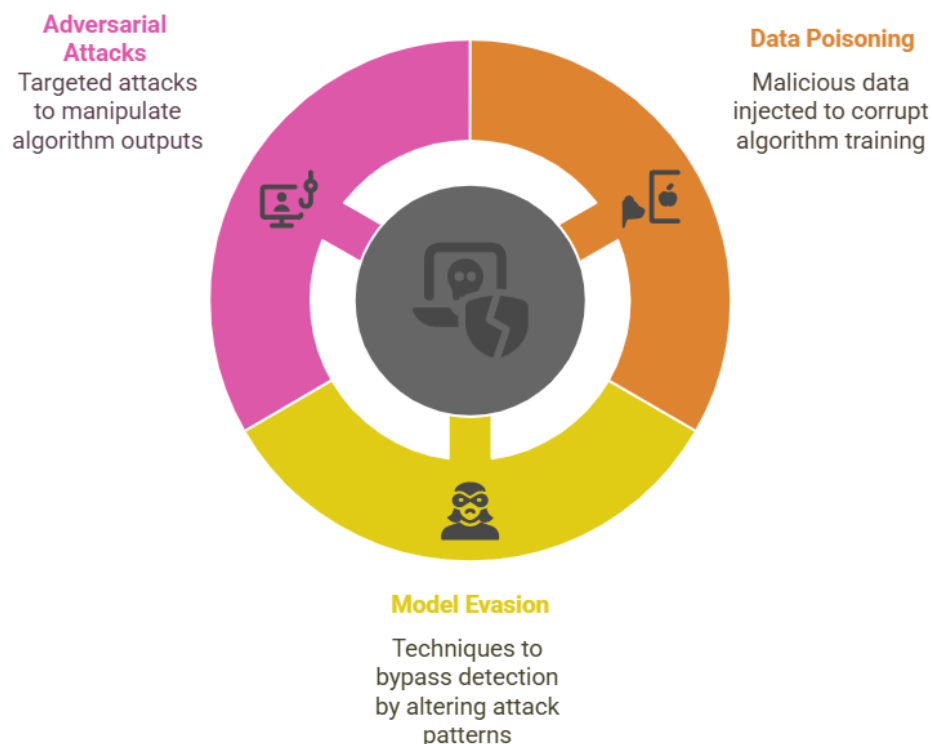 Adversarial
Attacks
Targeted attacks
to manipulate
algorithm outputs
Data Poisoning
Malicious data
injected to corrupt
algorithm training
Model Evasion
Techniques to
bypass detection
by altering attack
patterns